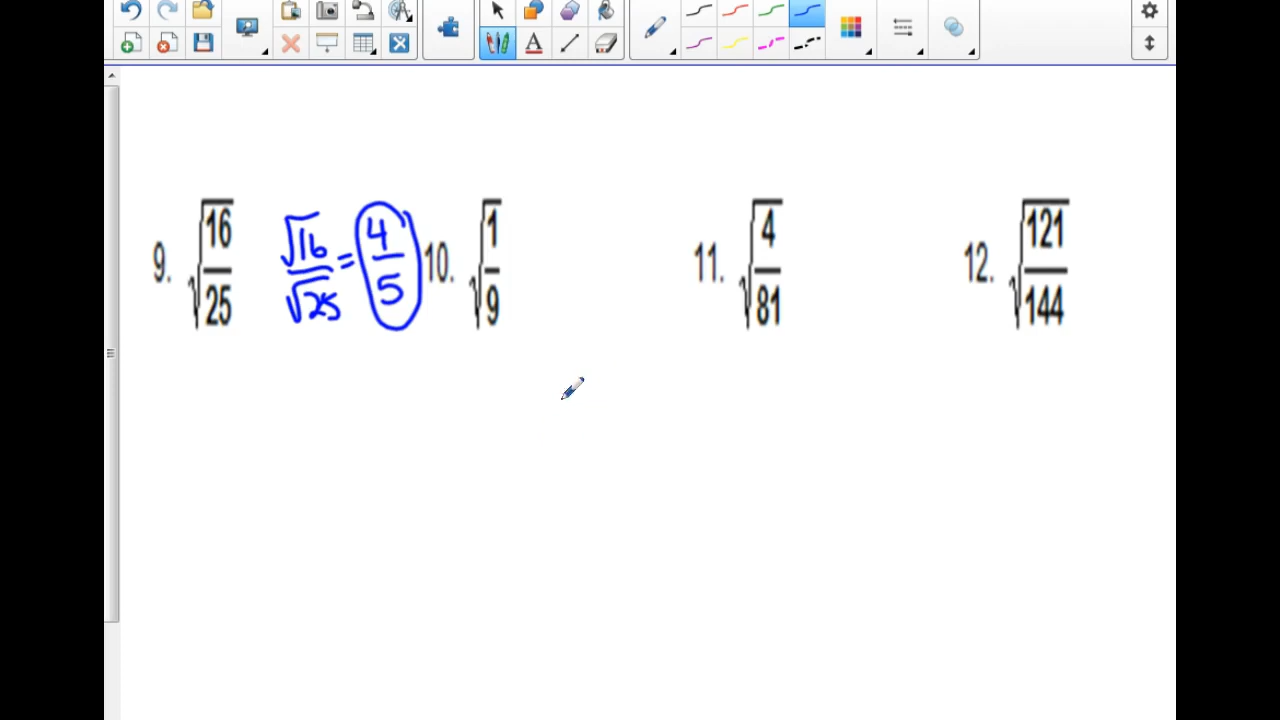 9. √16/25 √16/√25 = 4/5 10. √1/9 11. √4/81 12. √121/144